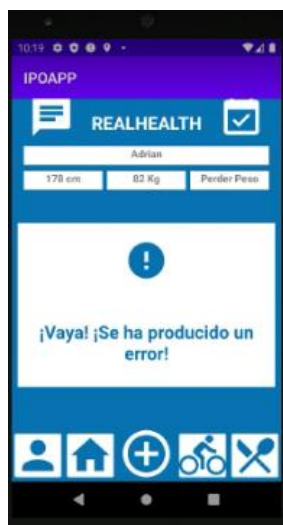 10:19
IPOAPP
REALHEALTH
Adrian
178 cm 82 Kg Perder Peso
¡Vaya! ¡Se ha producido un
error!